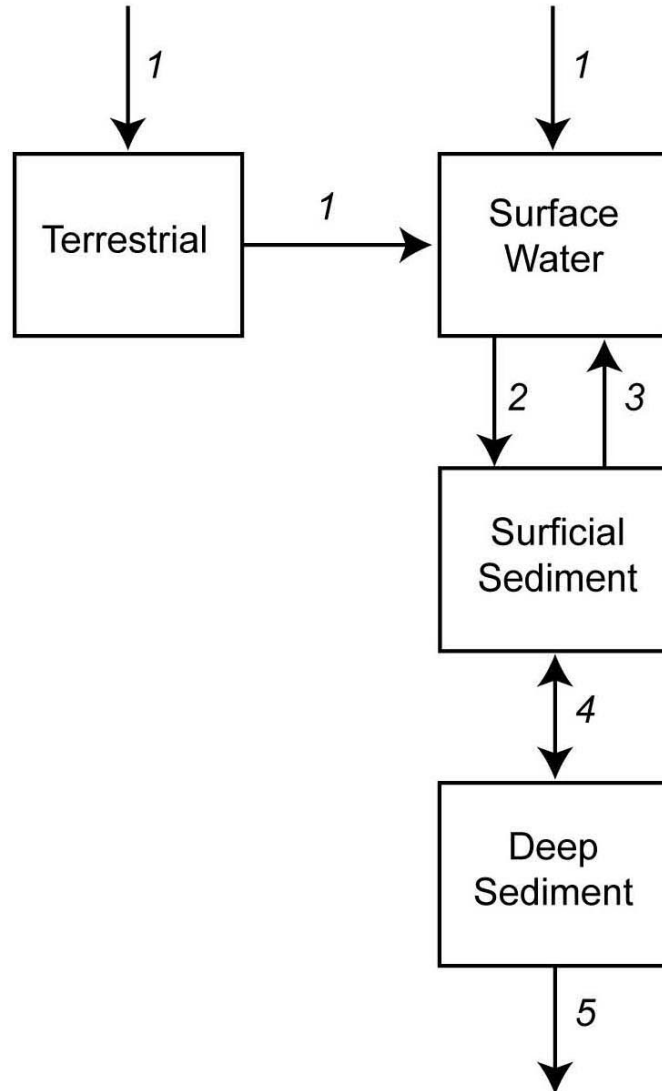 1
1
Terrestrial
1
Surface
Water
2
3
Surficial
Sediment
4
Deep
Sediment
5